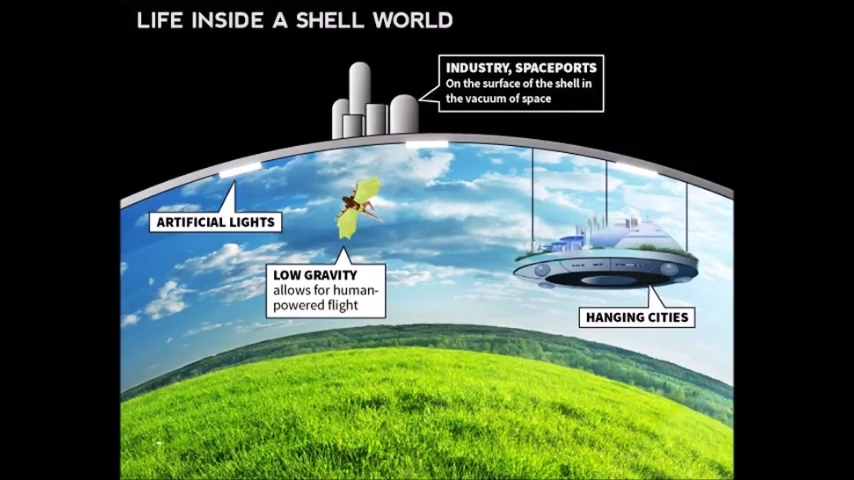 LIFE INSIDE A SHELL WORLD
INDUSTRY, SPACEPORTS
On the surface of the shell in
the vacuum of space
ARTIFICIAL LIGHTS
LOW GRAVITY
allows for human-
powered flight
HANGING CITIES